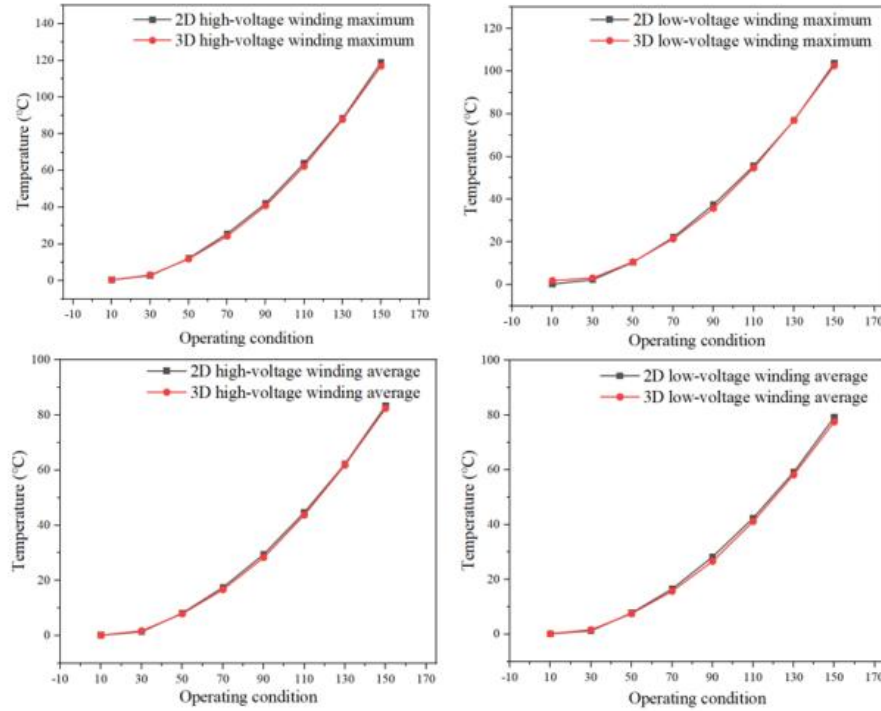 2D high-voltage winding maximum
3D high-voltage winding maximum
Temperature (°C)
140
120
100
80
60
40
20
0
-10 10 30 50 70 90 110 130 150 170
Operating condition
2D low-voltage winding maximum
3D low-voltage winding maximum
Temperature (°C)
120
100
80
60
40
20
0
-10 10 30 50 70 90 110 130 150 170
Operating condition
2D high-voltage winding average
3D high-voltage winding average
Temperature (°C)
100
80
60
40
20
0
-10 10 30 50 70 90 110 130 150 170
Operating condition
2D low-voltage winding average
3D low-voltage winding average
Temperature (°C)
100
80
60
40
20
0
-10 10 30 50 70 90 110 130 150 170
Operating condition